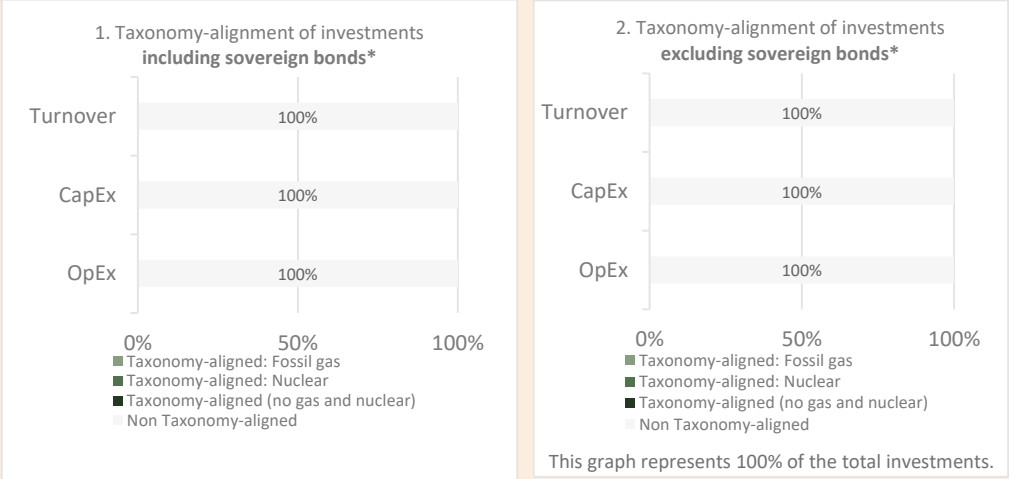 1. Taxonomy-alignment of investments
including sovereign bonds*
Turnover
100%
CapEx
100%
OpEx
100%
0%
50%
100%
Taxonomy-aligned: Fossil gas
Taxonomy-aligned: Nuclear
Taxonomy-aligned (no gas and nuclear)
Non Taxonomy-aligned
2. Taxonomy-alignment of investments
excluding sovereign bonds*
Turnover
100%
CapEx
100%
OpEx
100%
0%
50%
100%
Taxonomy-aligned: Fossil gas
Taxonomy-aligned: Nuclear
Taxonomy-aligned (no gas and nuclear)
Non Taxonomy-aligned
This graph represents 100% of the total investments.